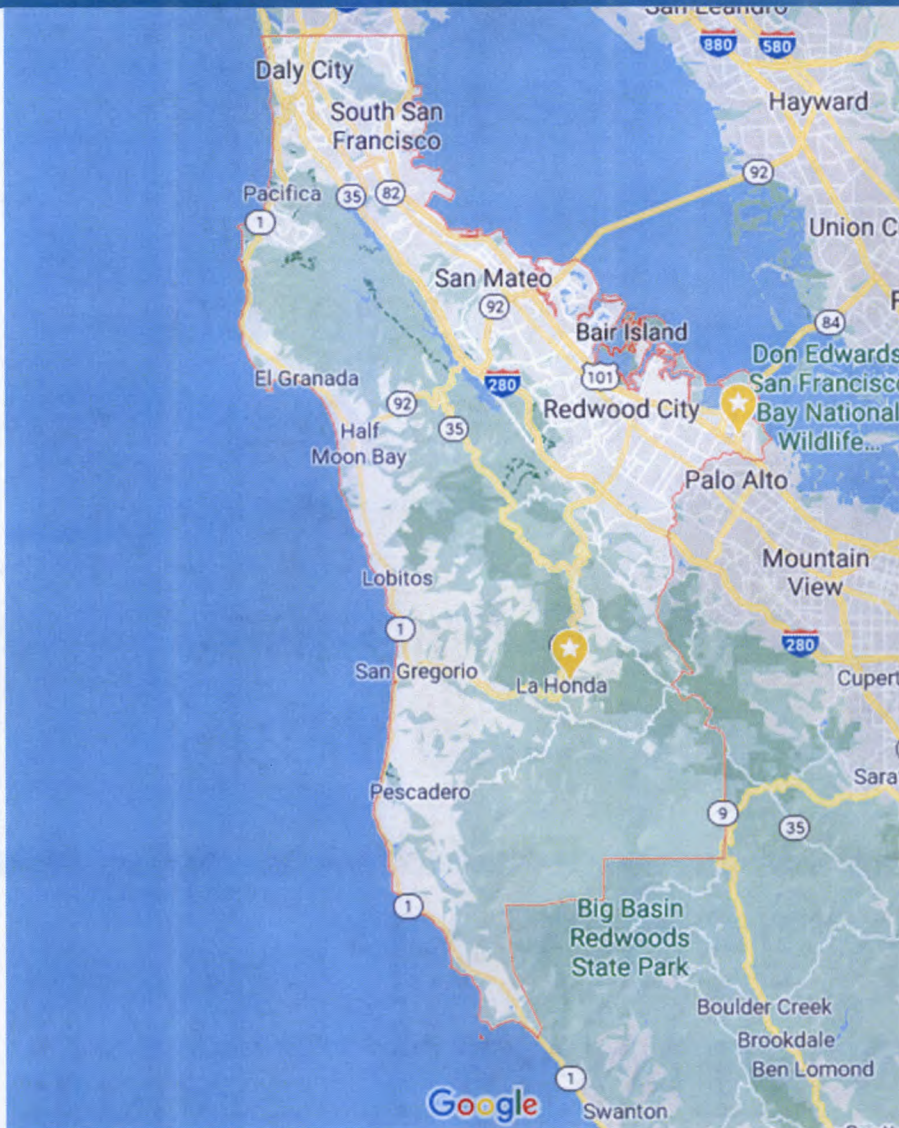 San Leandro
880
580
Daly City
Hayward
South San
Francisco
92
Pacifica
35
82
1
Union C
San Mateo
92
84
Bair Island
Don Edwards
San Francisco
Bay National
Wildlife...
El Granada
280
101
92
Redwood City
35
Half
Moon Bay
Palo Alto
Mountain
View
Lobitos
1
280
San Gregorio
La Honda
Cupert
Sara
Pescadero
9
35
1
Big Basin
Redwoods
State Park
Boulder Creek
Brookdale
Ben Lomond
1
Google
Swanton